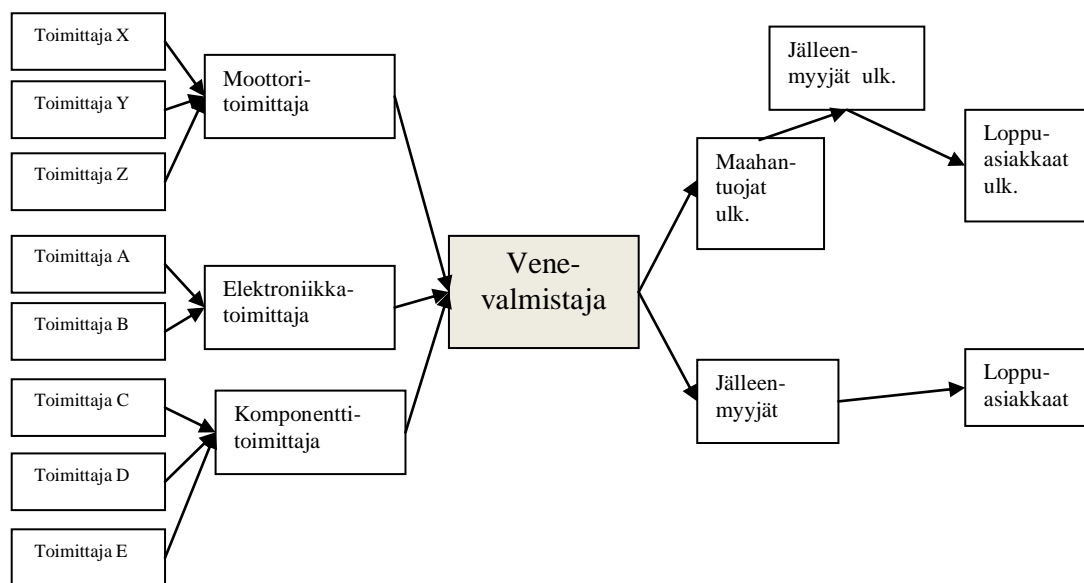 Toimittaja X
Toimittaja Y
Toimittaja Z
Toimittaja A
Toimittaja B
Toimittaja C
Toimittaja D
Toimittaja E
Moottori-
toimittaja
Elektroniikka-
toimittaja
Komponentti-
toimittaja
Vene-
valmistaja
Jälleen-
myyjät ulk.
Maahan-
tuojat
ulk.
Loppu-
asiakkaat
ulk.
Jälleen-
myyjät
Loppu-
asiakkaat